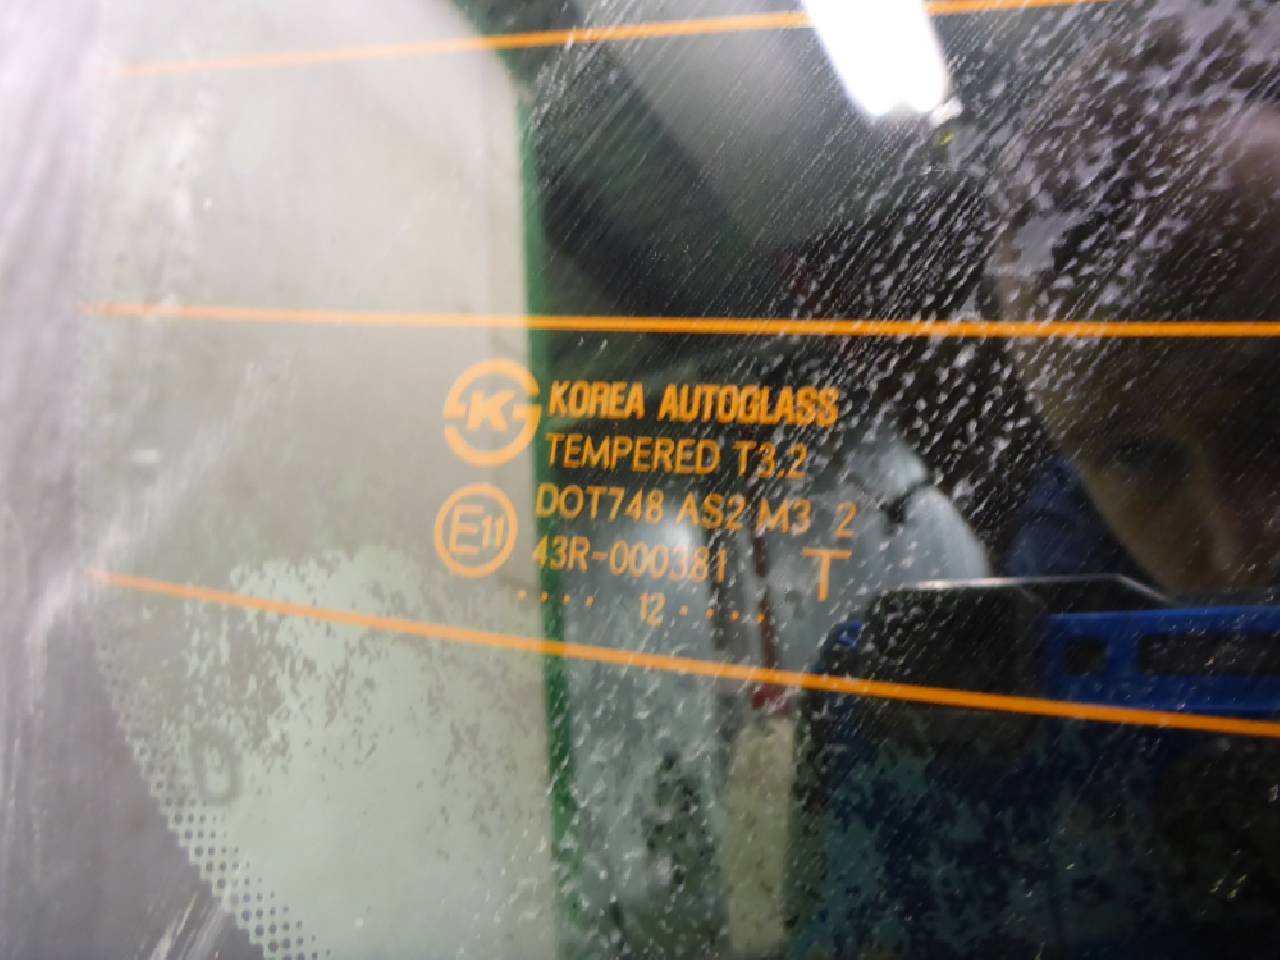 K KOREA AUTOGLASS
TEMPERED T3.2
E11 DOT748 AS2 M3 2
43R-000381 T
.... 12 ....